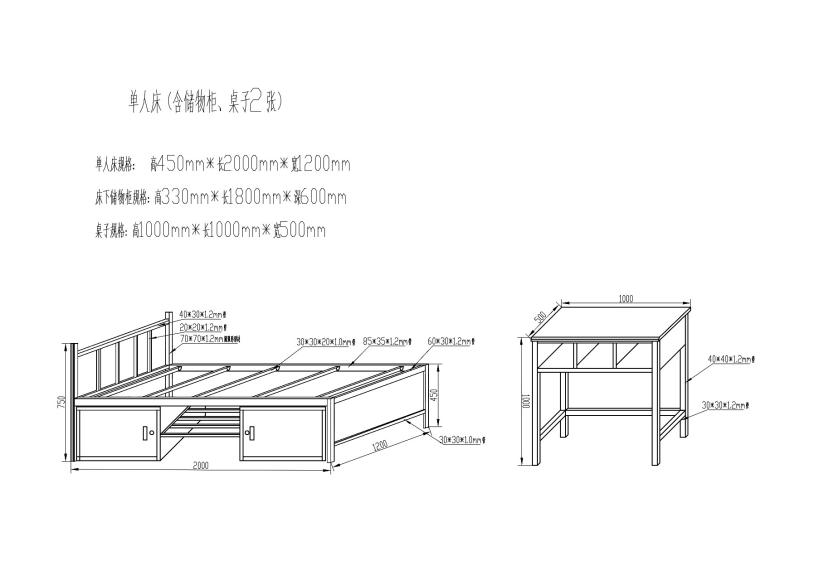 单人床（含储物柜、桌子2张）
单人床规格： 高450mm*长2000mm*宽1200mm
床下储物柜规格：高330mm*长1800mm*深600mm
桌子规格：高1000mm*长1000mm*宽500mm
40*30*1.2mm
20*20*1.2mm
70*70*1.2mm
30*30*20*1.0mm
85*35*1.2mm
60*30*1.2mm
750
450
30*30*1.0mm
1200
2000
1000
500
1000
40*40*1.2mm
30*30*1.2mm